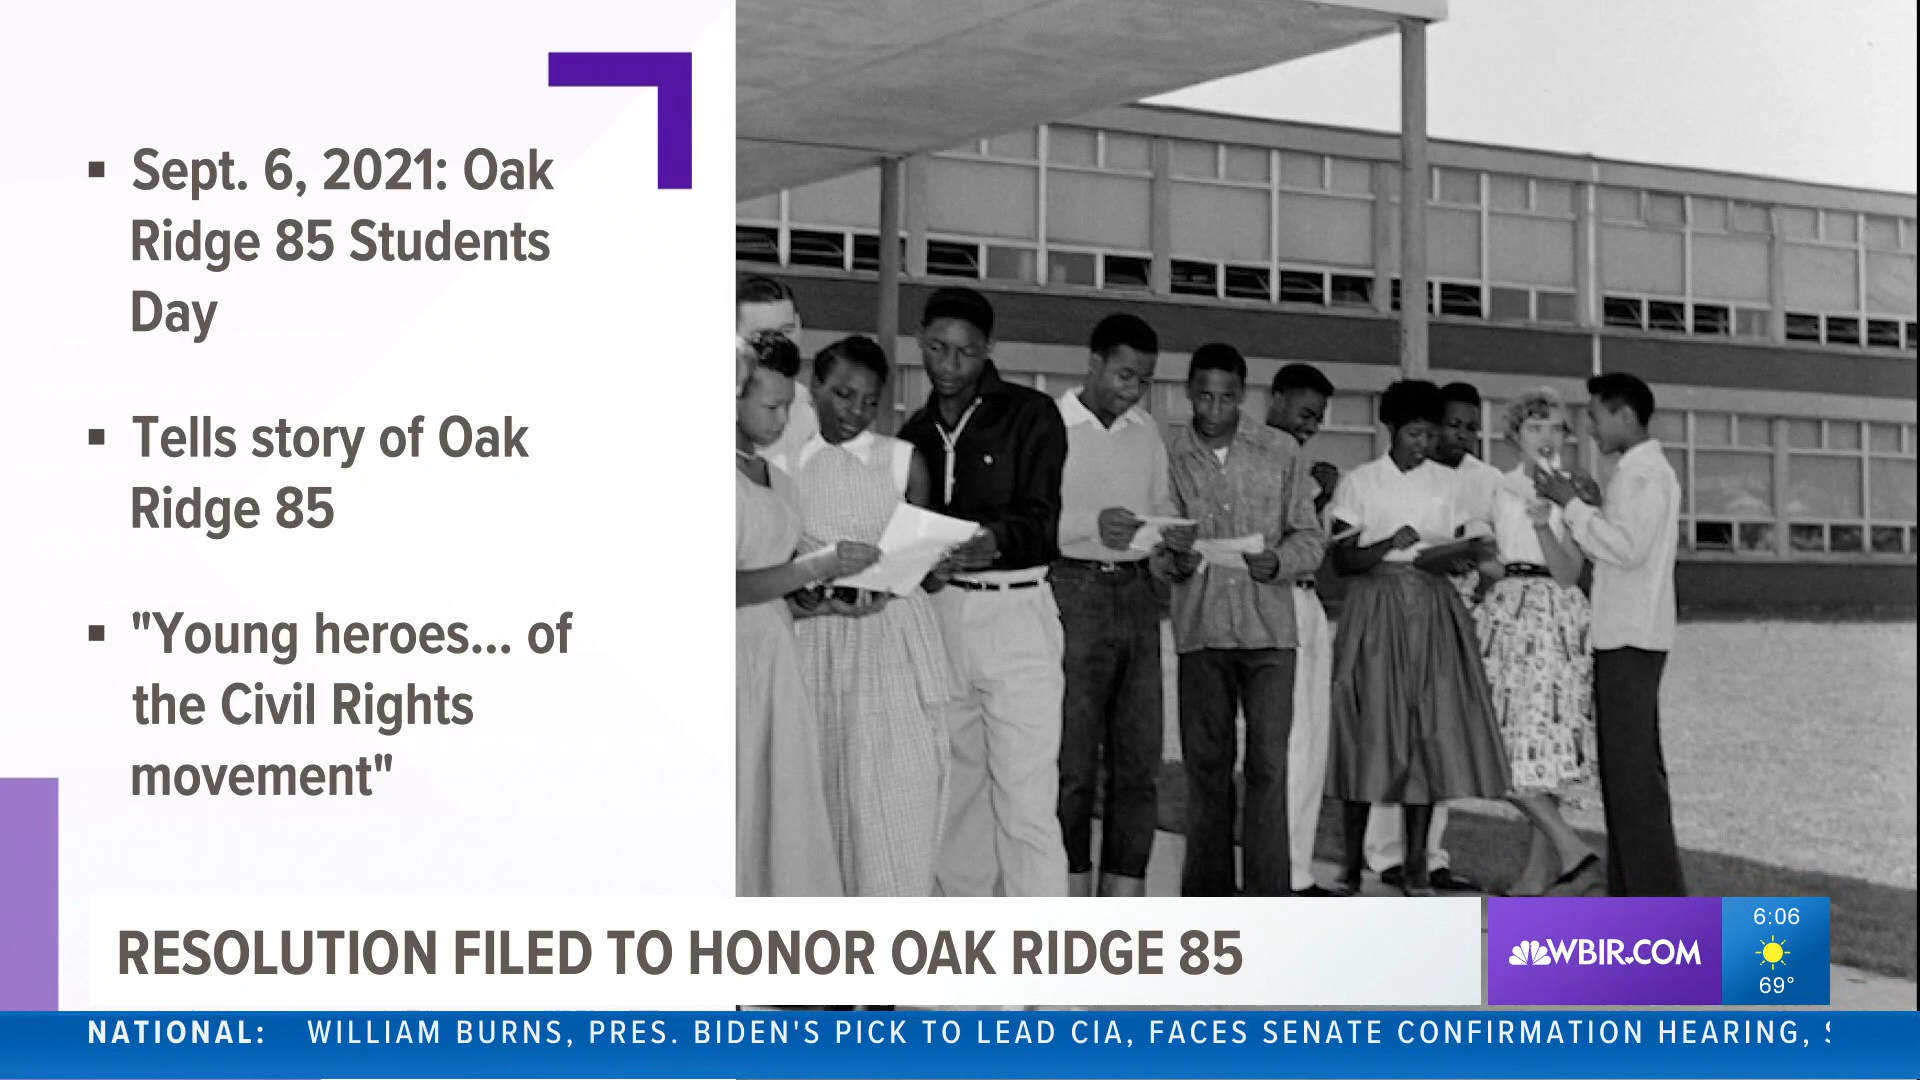 ▪ Sept. 6, 2021: Oak
Ridge 85 Students
Day
▪ Tells story of Oak
Ridge 85
▪ "Young heroes... of
the Civil Rights
movement"
RESOLUTION FILED TO HONOR OAK RIDGE 85
WBIR.COM
6:06
69°
NATIONAL: WILLIAM BURNS, PRES. BIDEN'S PICK TO LEAD CIA, FACES SENATE CONFIRMATION HEARING,